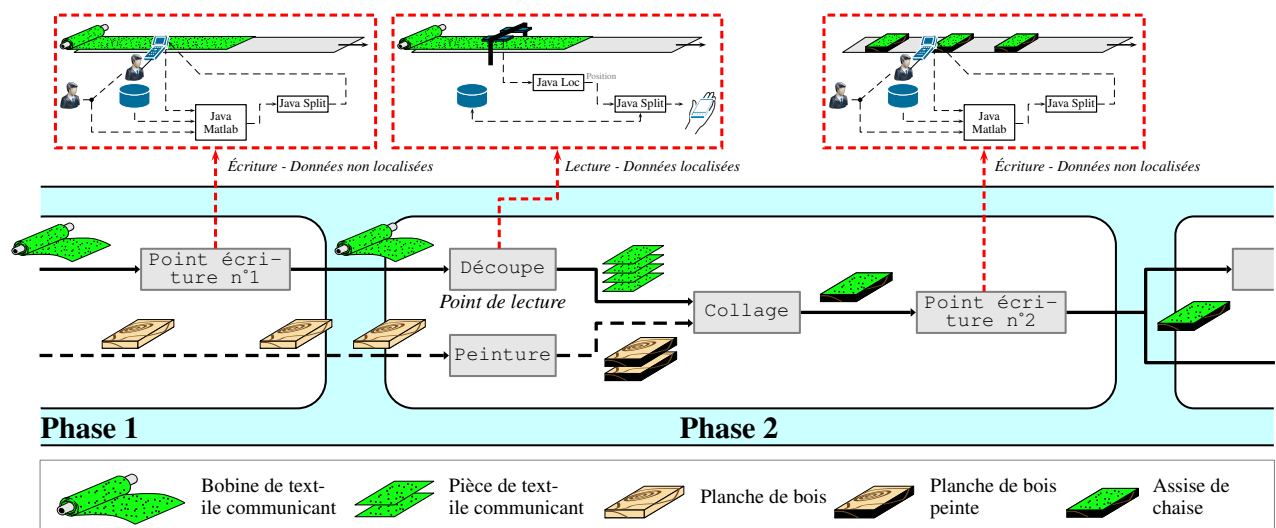 Java
Matlab
Java Split
Java Loc
Position
Java Split
Java
Matlab
Java Split
Écriture - Données non localisées
Lecture - Données localisées
Écriture - Données non localisées
Point écri-
ture n°1
Découpe
Point de lecture
Peinture
Collage
Point écri-
ture n°2
Phase 1
Phase 2
Bobine de text-
ile communicant
Pièce de text-
ile communicant
Planche de bois
Planche de bois
peinte
Assise de
chaise